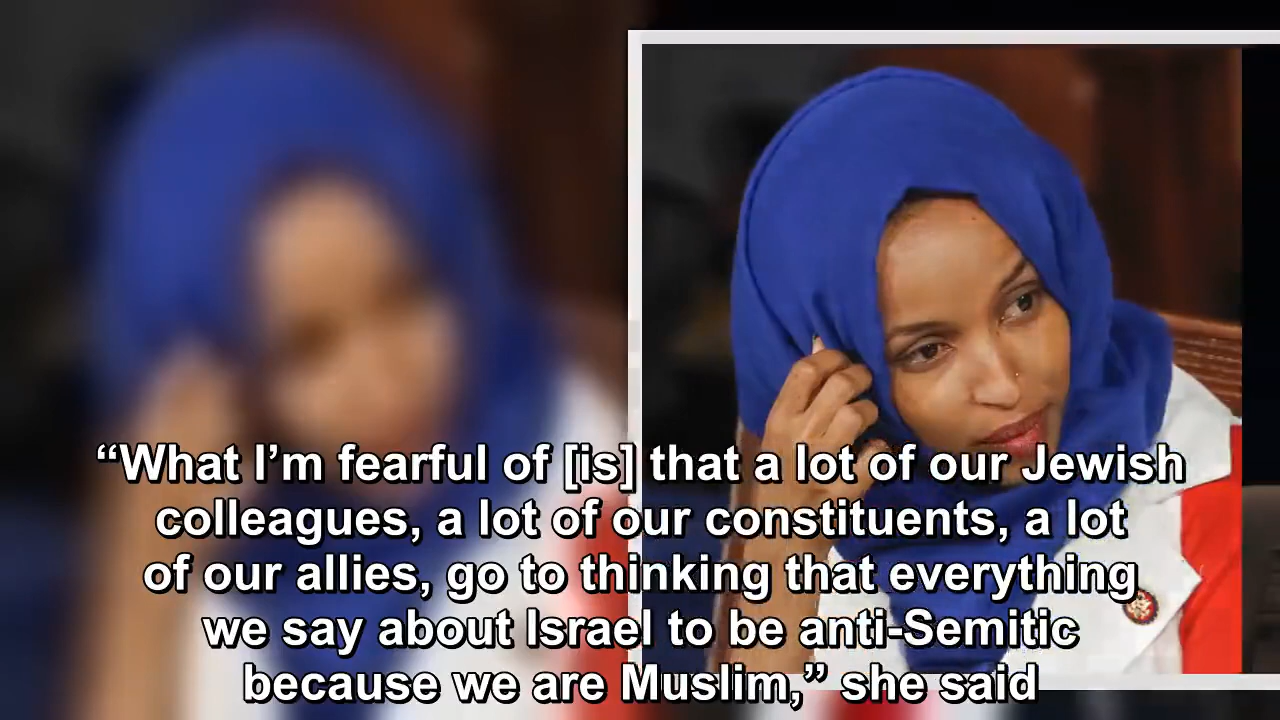 “What I’m fearful of [is] that a lot of our Jewish
colleagues, a lot of our constituents, a lot
of our allies, go to thinking that everything
we say about Israel to be anti-Semitic
because we are Muslim,” she said